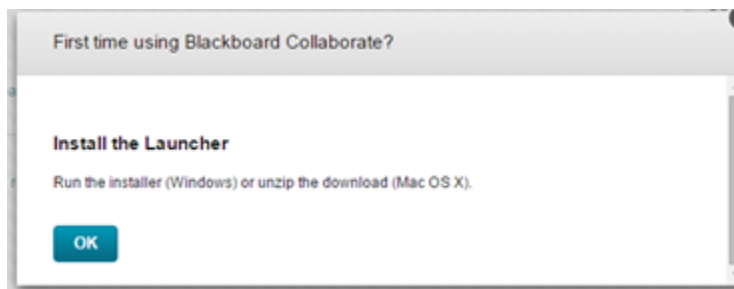 First time using Blackboard Collaborate?
Install the Launcher
Run the installer (Windows) or unzip the download (Mac OS X).
OK